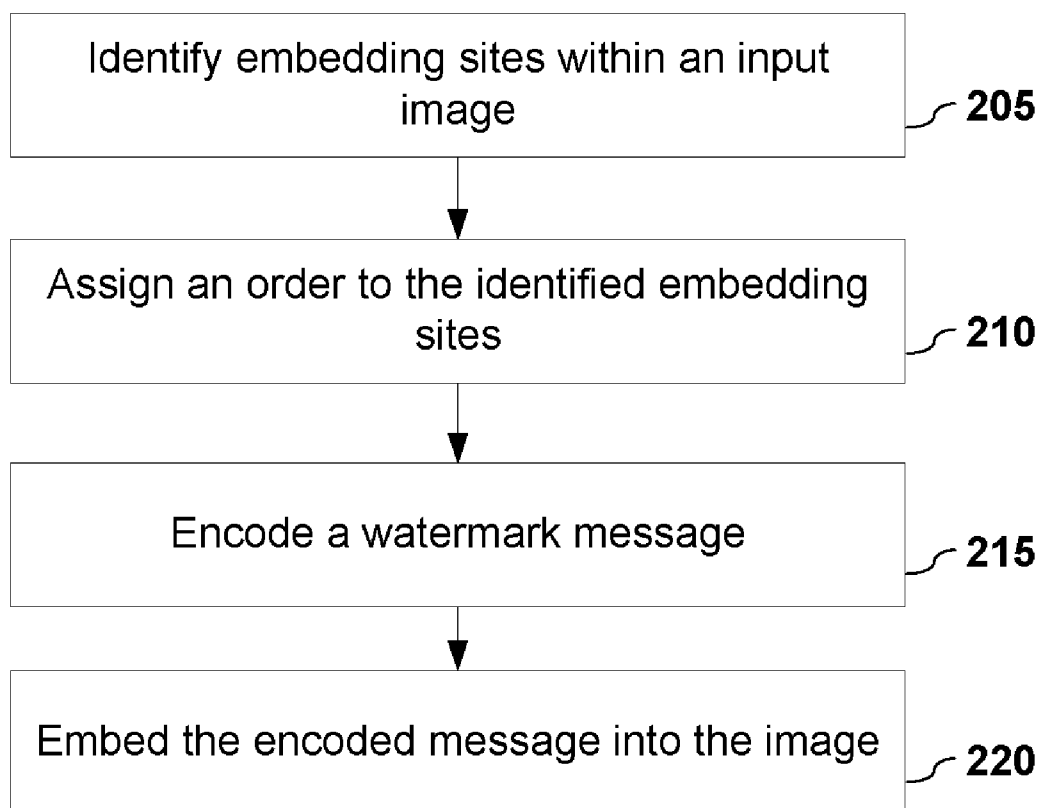 Identify embedding sites within an input
image
205
Assign an order to the identified embedding
sites
210
Encode a watermark message
215
Embed the encoded message into the image
220